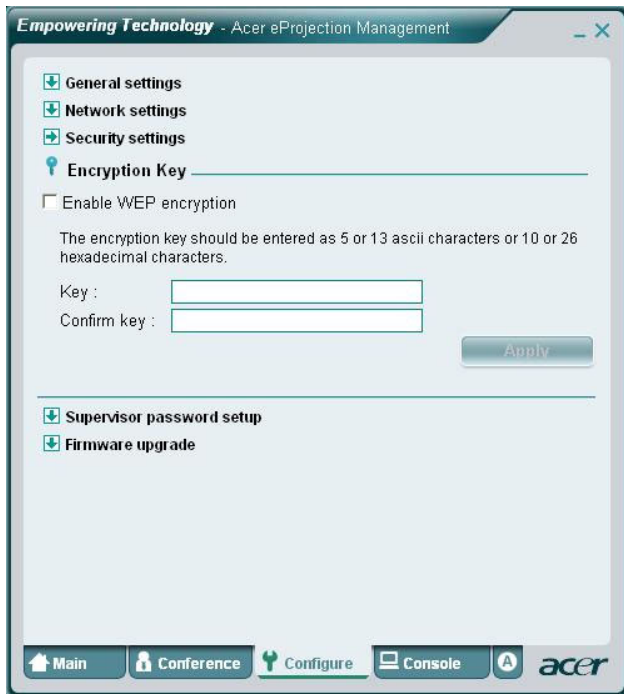 Empowering Technology - Acer eProjection Management
General settings
Network settings
Security settings
Encryption Key
Enable WEP encryption
The encryption key should be entered as 5 or 13 ascii characters or 10 or 26
hexadecimal characters.
Key :
Confirm key :
Apply
Supervisor password setup
Firmware upgrade
Main Conference Configure Console A acer